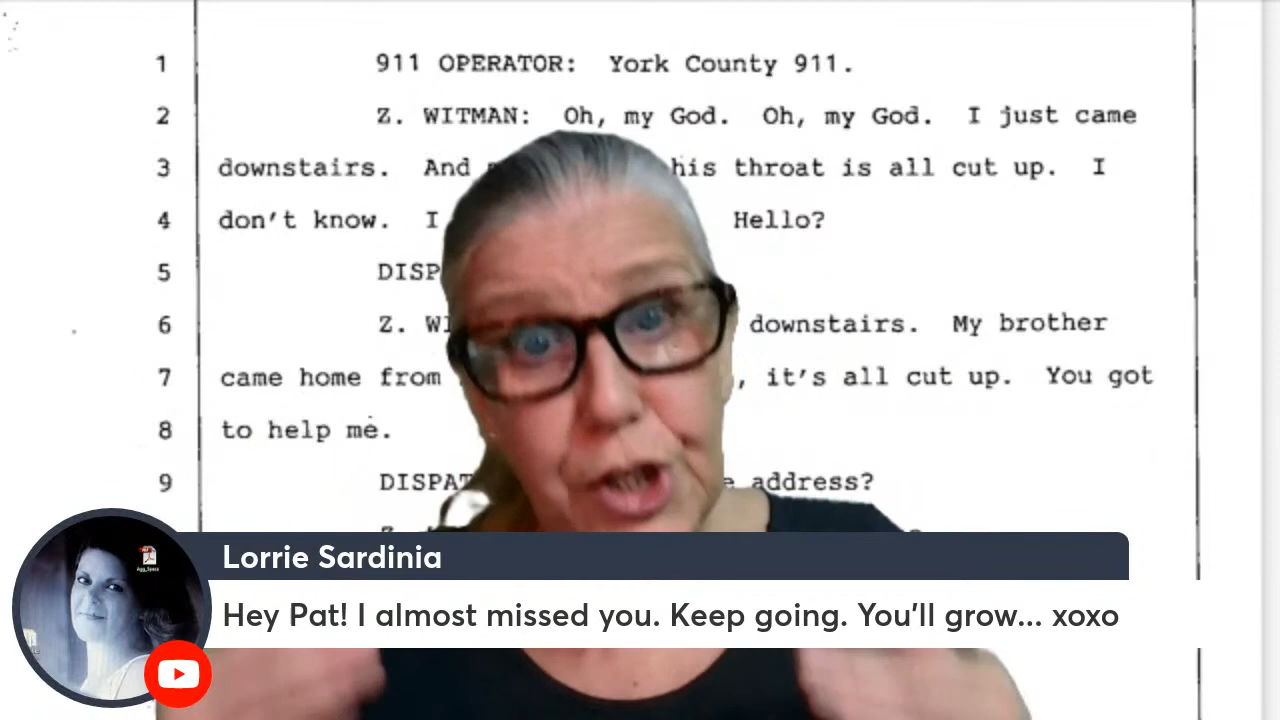 1 911 OPERATOR: York County 911.
2 Z. WITMAN: Oh, my God. Oh, my God. I just came
3 downstairs. And his throat is all cut up. I
4 don't know. I Hello?
5 DISP
6 Z. WI downstairs. My brother
7 came home from , it's all cut up. You got
8 to help me.
9 DISPAT address?
Lorrie Sardinia
Hey Pat! I almost missed you. Keep going. You'll grow... xoxo